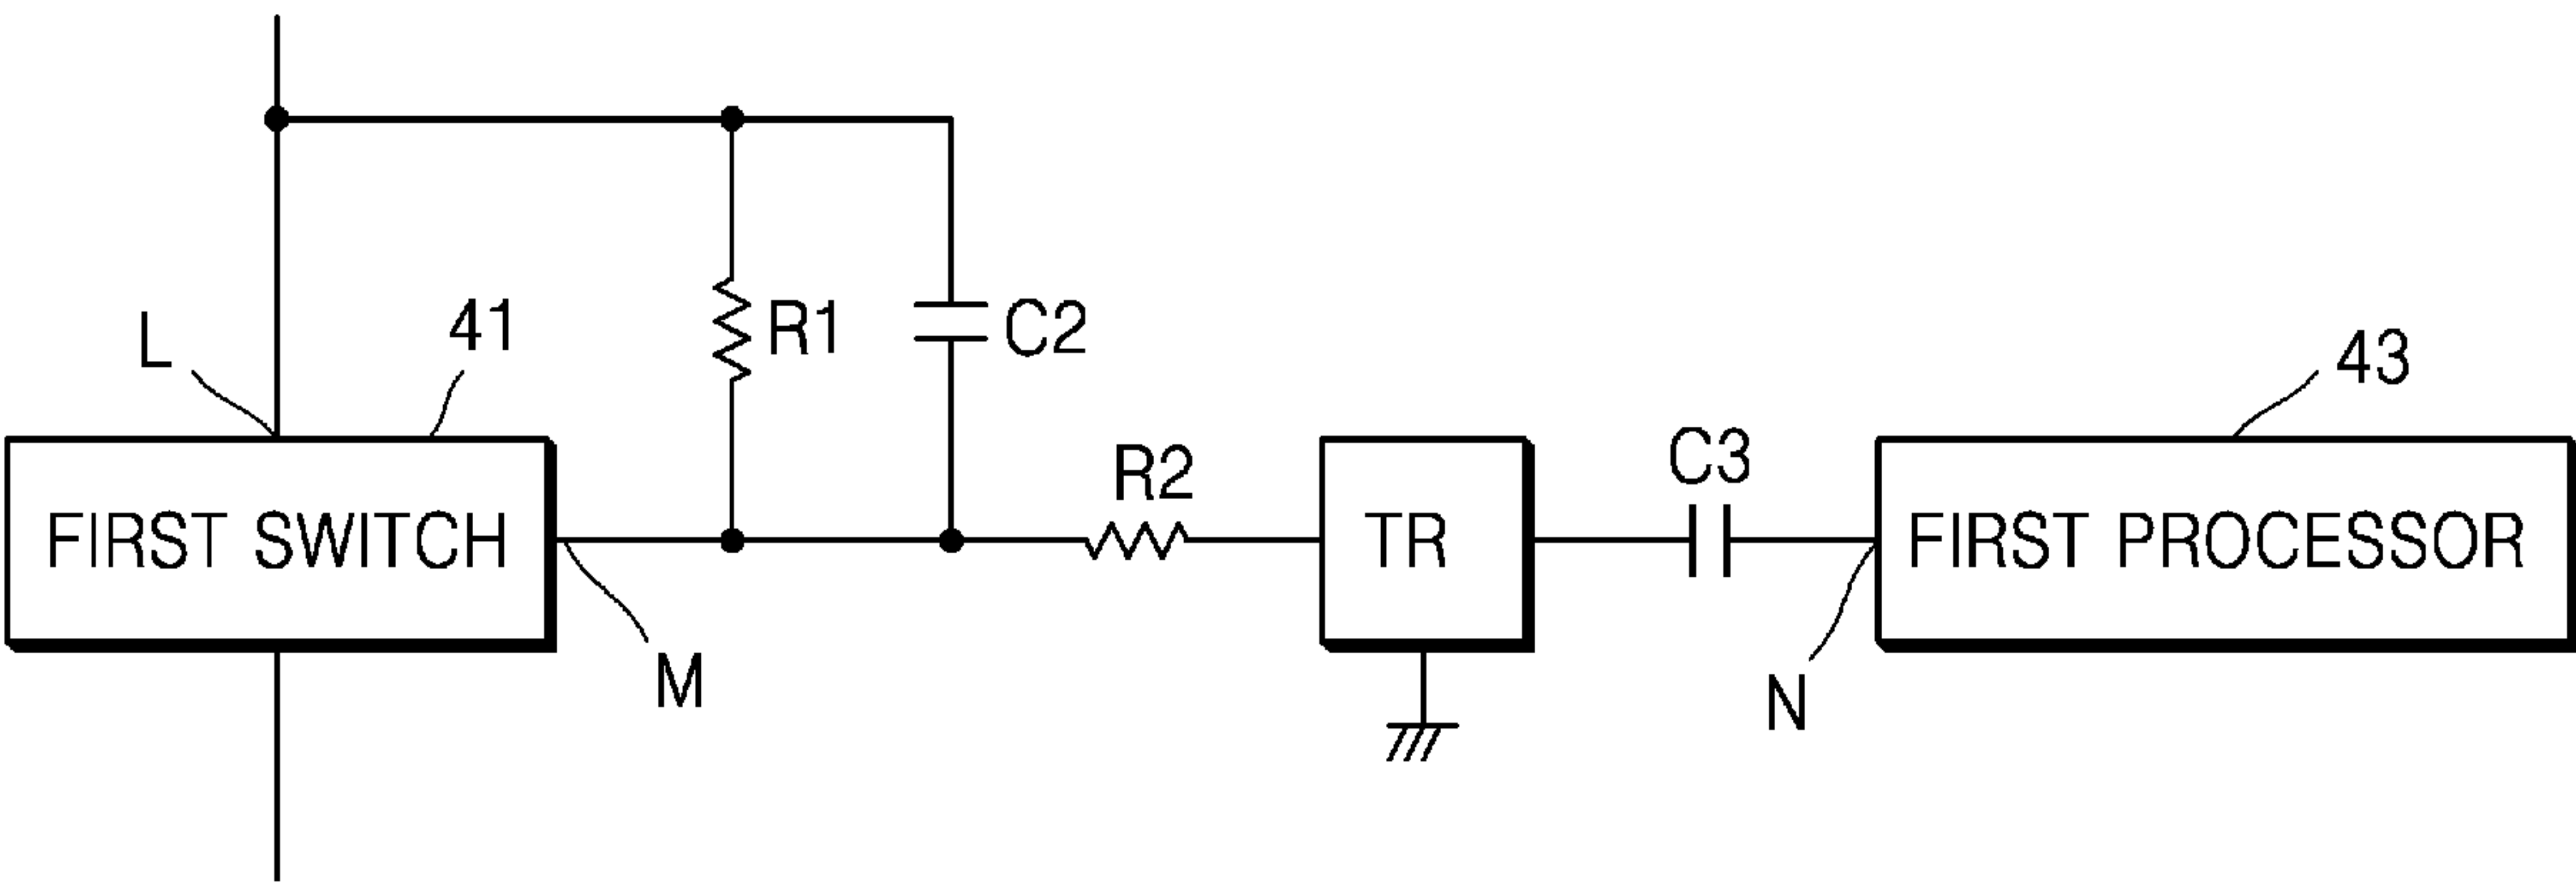 L
41
R1
C2
43
R2
C3
FIRST SWITCH
TR
FIRST PROCESSOR
M
N